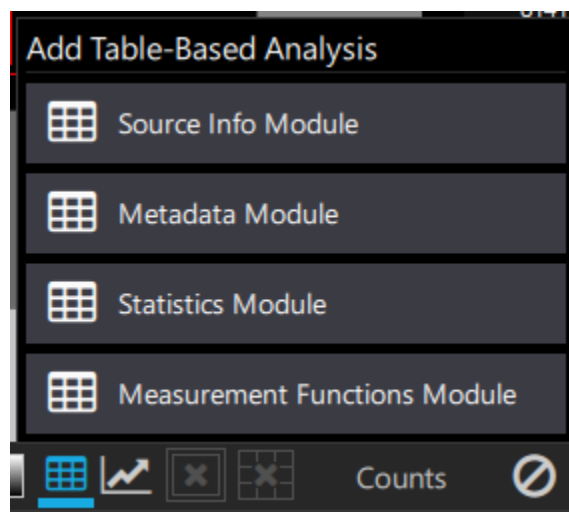 Add Table-Based Analysis
Source Info Module
Metadata Module
Statistics Module
Measurement Functions Module
Counts